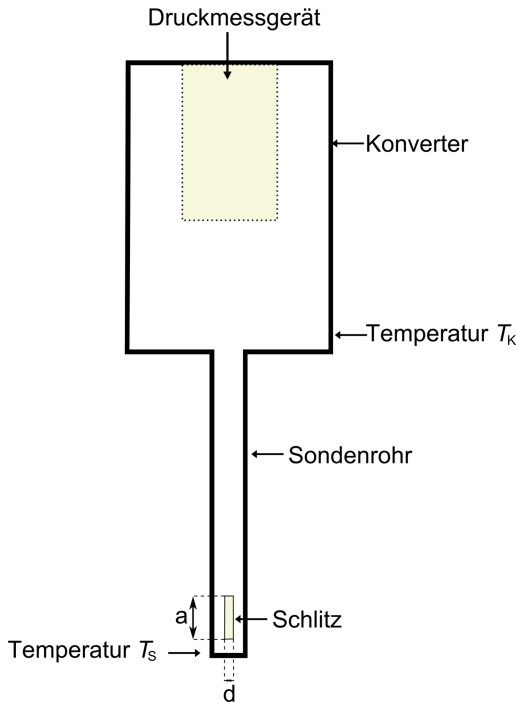 Druckmessgerät
Konverter
Temperatur TK
Sondenrohr
a
Schlitz
Temperatur TS
d